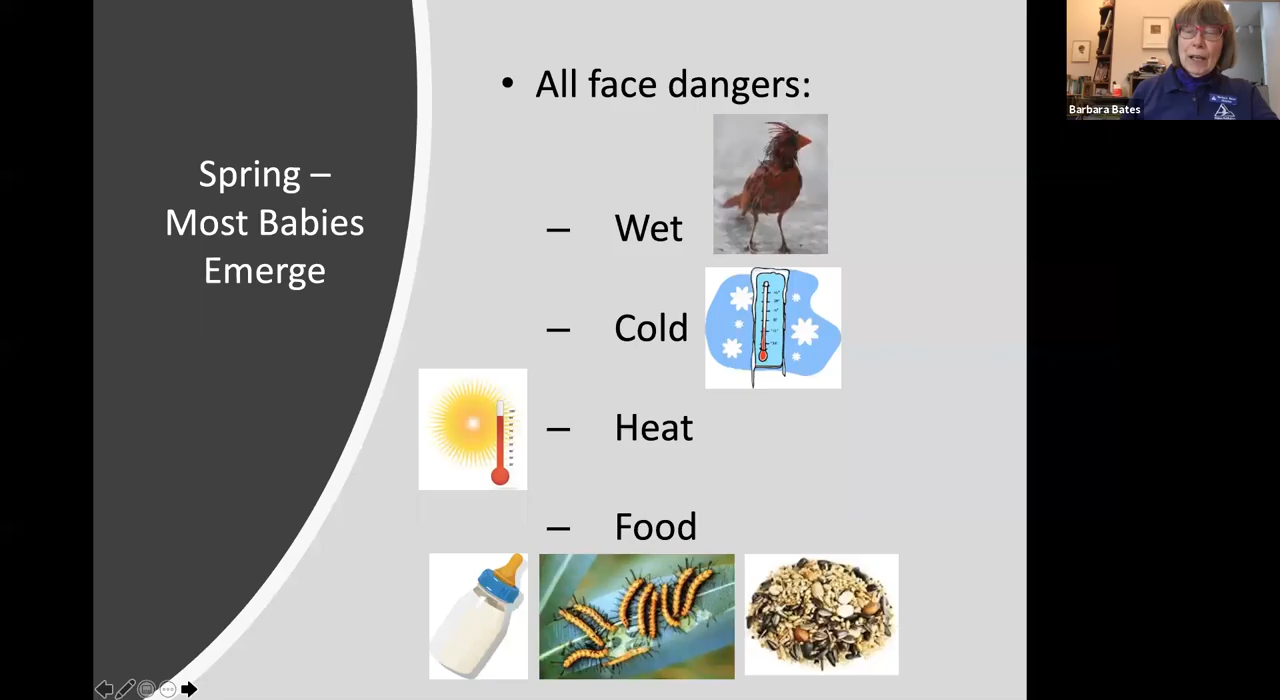 Spring –
Most Babies
Emerge
• All face dangers:
– Wet
– Cold
– Heat
– Food
Barbara Bates